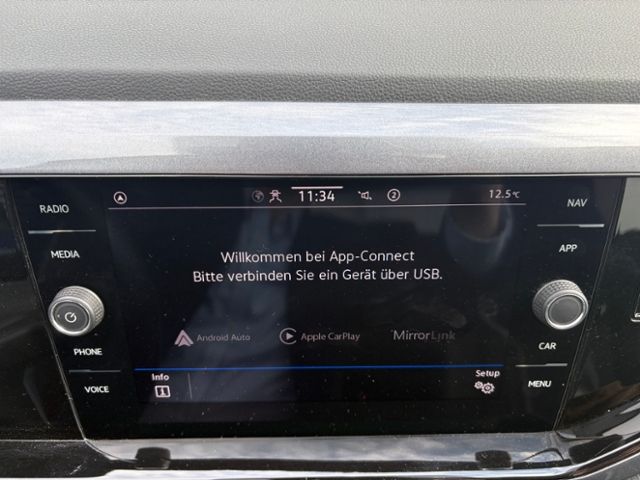 RADIO
MEDIA
PHONE
VOICE
11:34
2
12.5°C
Willkommen bei App-Connect
Bitte verbinden Sie ein Gerät über USB.
Android Auto
Apple CarPlay
MirrorLink
Info
Setup
NAV
APP
CAR
MENU